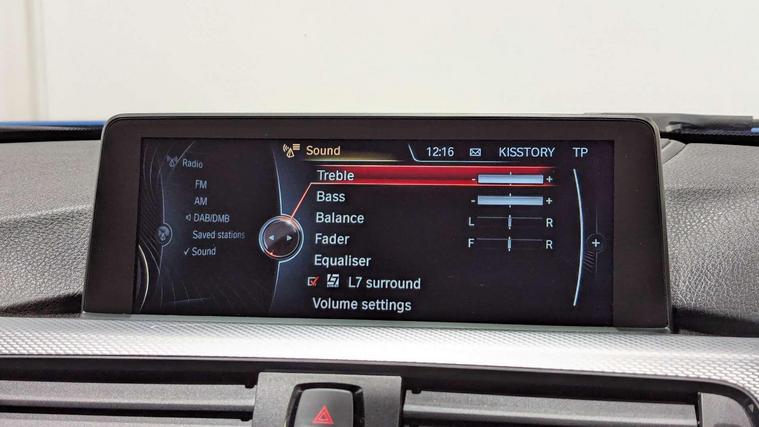 Sound
12:16
KISSTORY
TP
Radio
FM
AM
DAB/DMB
Saved stations
✓ Sound
Treble
- +
Bass
- +
Balance
L R
Fader
F R
Equaliser
L7 surround
Volume settings
+